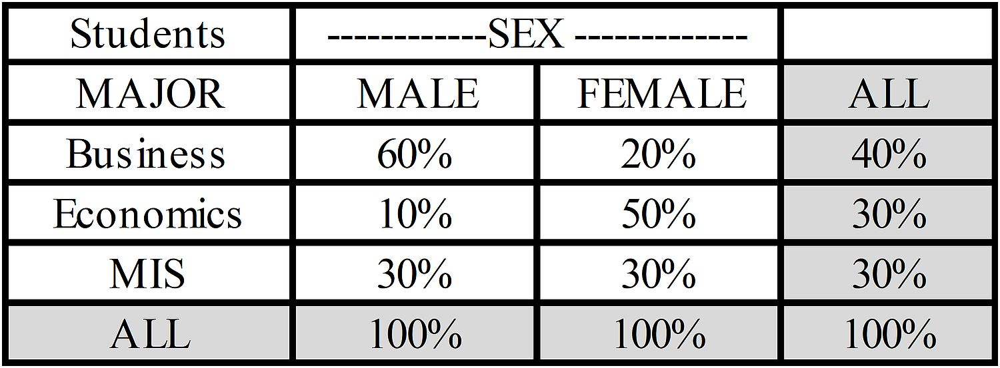 Students ------------SEX -------------
MAJOR MALE FEMALE ALL
Business 60% 20% 40%
Economics 10% 50% 30%
MIS 30% 30% 30%
ALL 100% 100% 100%